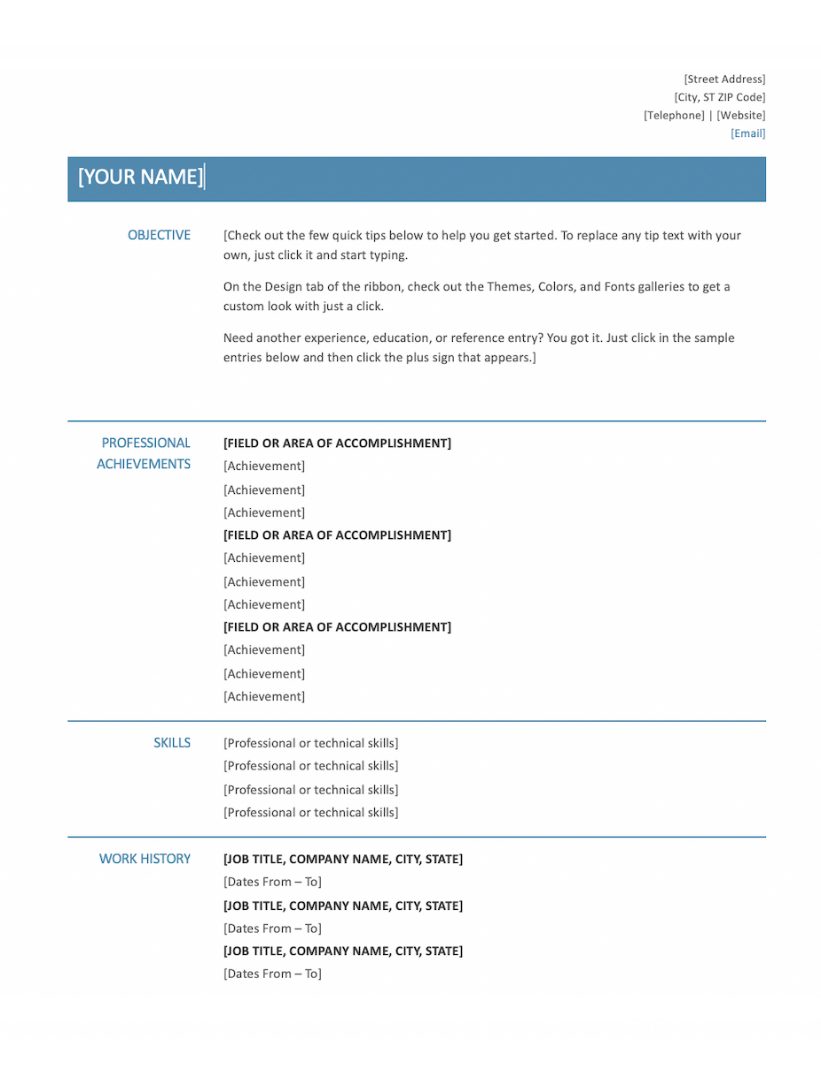 [Street Address]
[City, ST ZIP Code]
[Telephone] | [Website]
[Email]
[YOUR NAME]
OBJECTIVE
[Check out the few quick tips below to help you get started. To replace any tip text with your
own, just click it and start typing.
On the Design tab of the ribbon, check out the Themes, Colors, and Fonts galleries to get a
custom look with just a click.
Need another experience, education, or reference entry? You got it. Just click in the sample
entries below and then click the plus sign that appears.]
PROFESSIONAL
ACHIEVEMENTS
[FIELD OR AREA OF ACCOMPLISHMENT]
[Achievement]
[Achievement]
[Achievement]
[FIELD OR AREA OF ACCOMPLISHMENT]
[Achievement]
[Achievement]
[Achievement]
[FIELD OR AREA OF ACCOMPLISHMENT]
[Achievement]
[Achievement]
[Achievement]
SKILLS
[Professional or technical skills]
[Professional or technical skills]
[Professional or technical skills]
[Professional or technical skills]
WORK HISTORY
[JOB TITLE, COMPANY NAME, CITY, STATE]
[Dates From – To]
[JOB TITLE, COMPANY NAME, CITY, STATE]
[Dates From – To]
[JOB TITLE, COMPANY NAME, CITY, STATE]
[Dates From – To]